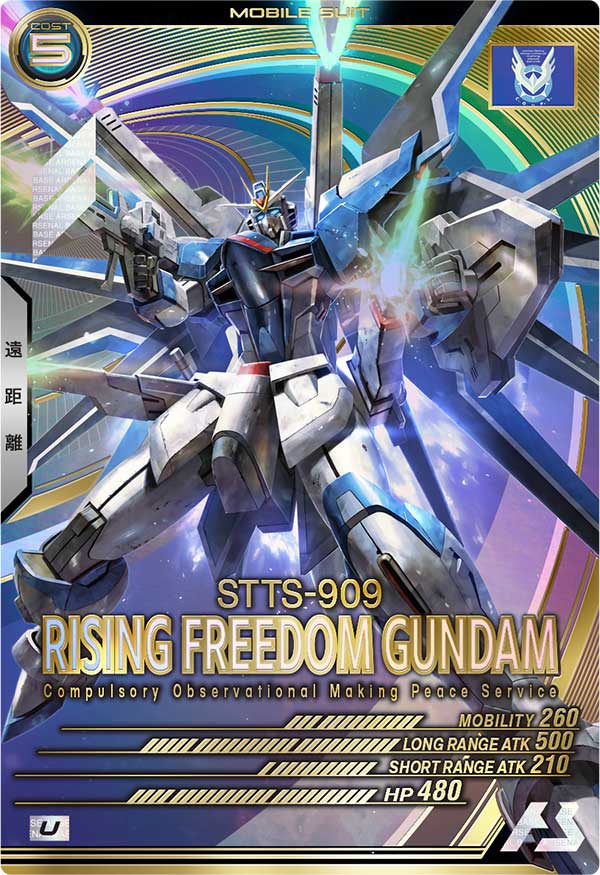 MOBILE SUIT
COST
5
遠距離
STTS-909
RISING FREEDOM GUNDAM
Compulsory Observational Making Peace Service
MOBILITY 260
LONG RANGE ATK 500
SHORT RANGE ATK 210
HP 480
U